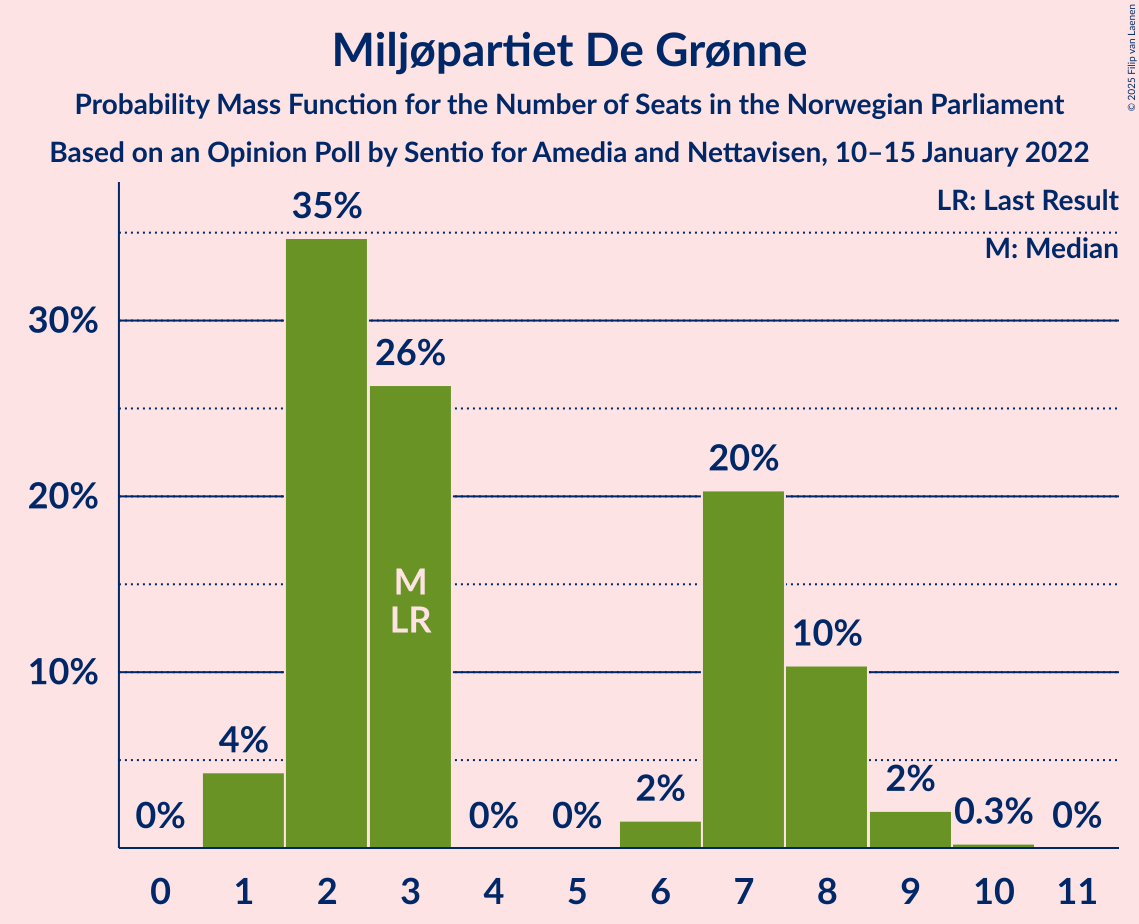 Miljøpartiet De Grønne
Probability Mass Function for the Number of Seats in the Norwegian Parliament
Based on an Opinion Poll by Sentio for Amedia and Nettavisen, 10–15 January 2022
© 2025 Filip van Laenen
LR: Last Result
M: Median
35%
30%
26%
20%
20%
M
LR
10%
10%
4%
2%
2%
0%
0%
0%
0.3%
0%
0 1 2 3 4 5 6 7 8 9 10 11